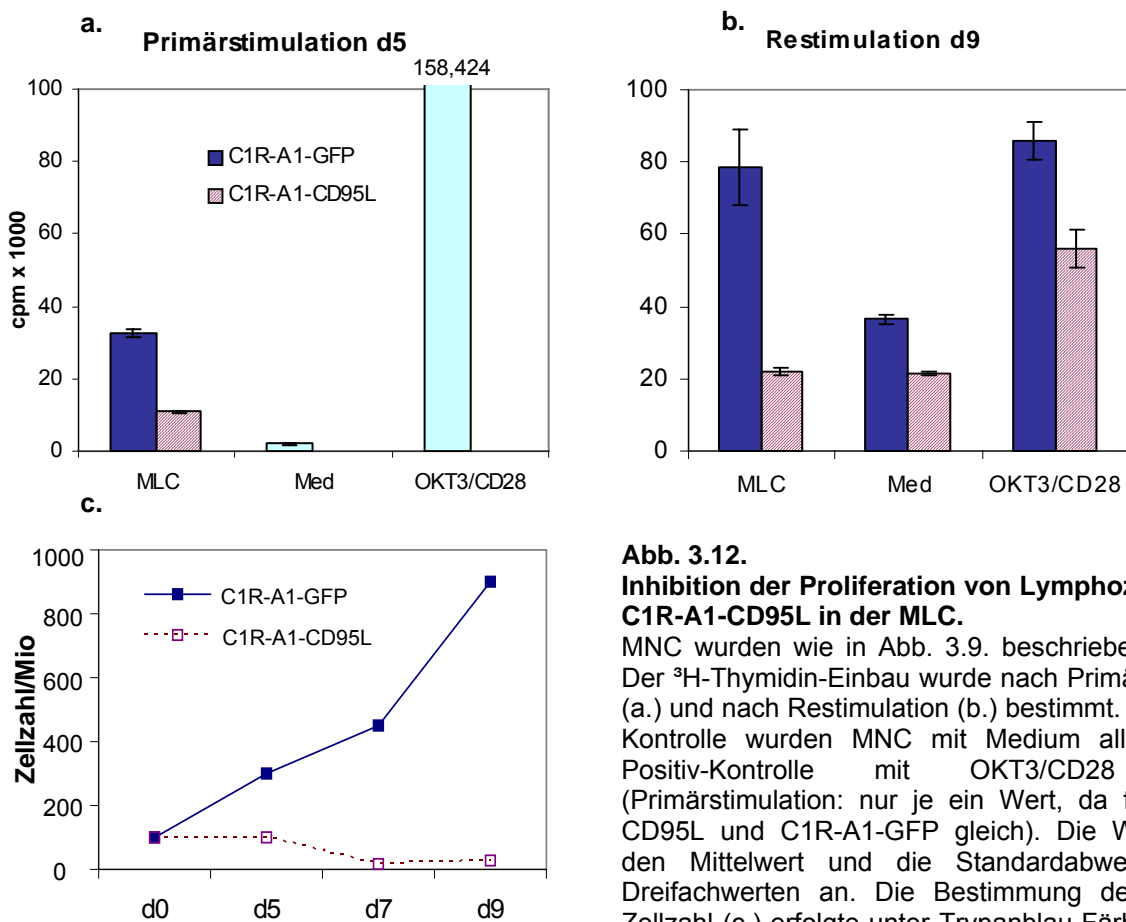 a.
Primärstimulation d5
158,424
100
80
60
40
20
0
cpm x 1000
C1R-A1-GFP
C1R-A1-CD95L
MLC Med OKT3/CD28
b.
Restimulation d9
100
80
60
40
20
0
MLC Med OKT3/CD28
c.
1000
800
600
400
200
0
Zellzahl/Mio
C1R-A1-GFP
C1R-A1-CD95L
d0 d5 d7 d9
Abb. 3.12.
Inhibition der Proliferation von Lymphoz
C1R-A1-CD95L in der MLC.
MNC wurden wie in Abb. 3.9. beschriebe
Der ³H-Thymidin-Einbau wurde nach Primä
(a.) und nach Restimulation (b.) bestimmt.
Kontrolle wurden MNC mit Medium all
Positiv-Kontrolle mit OKT3/CD28
(Primärstimulation: nur je ein Wert, da f
CD95L und C1R-A1-GFP gleich). Die W
den Mittelwert und die Standardabwe
Dreifachwerten an. Die Bestimmung de
Zellzahl (c.) erfolgte unter Trypanblau-Färb